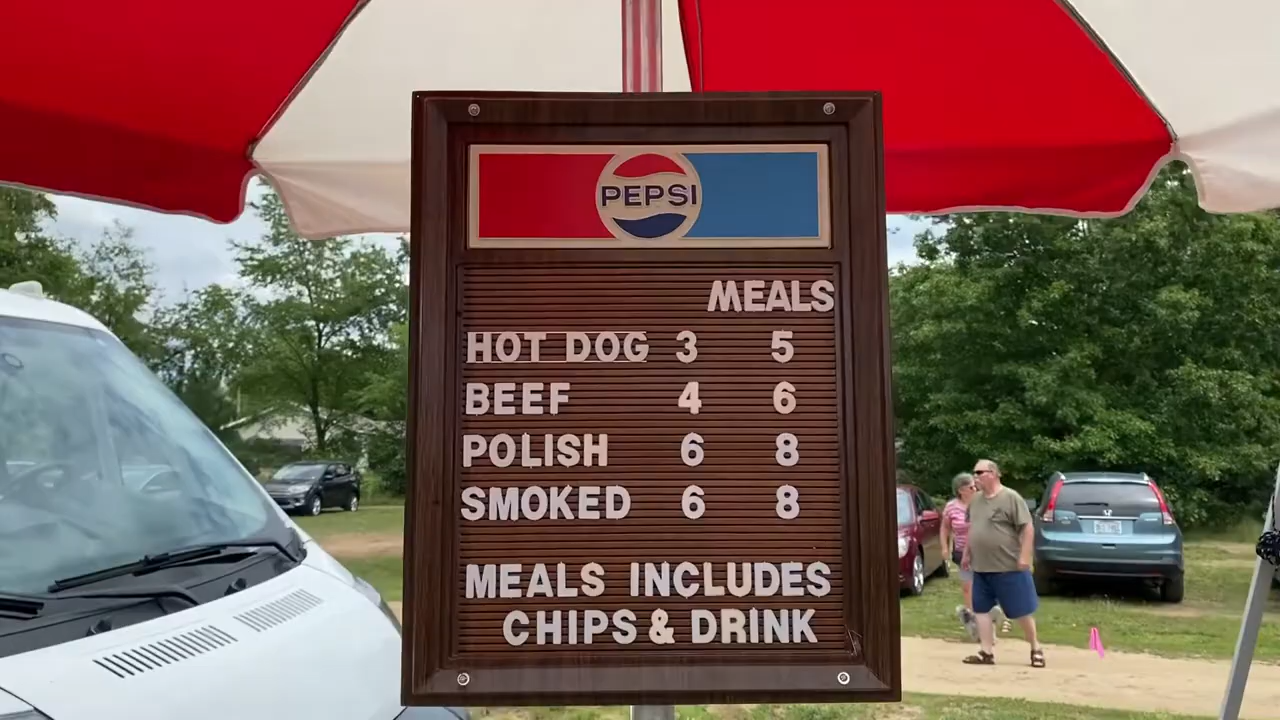 PEPSI
MEALS
HOT DOG 3 5
BEEF 4 6
POLISH 6 8
SMOKED 6 8
MEALS INCLUDES
CHIPS & DRINK